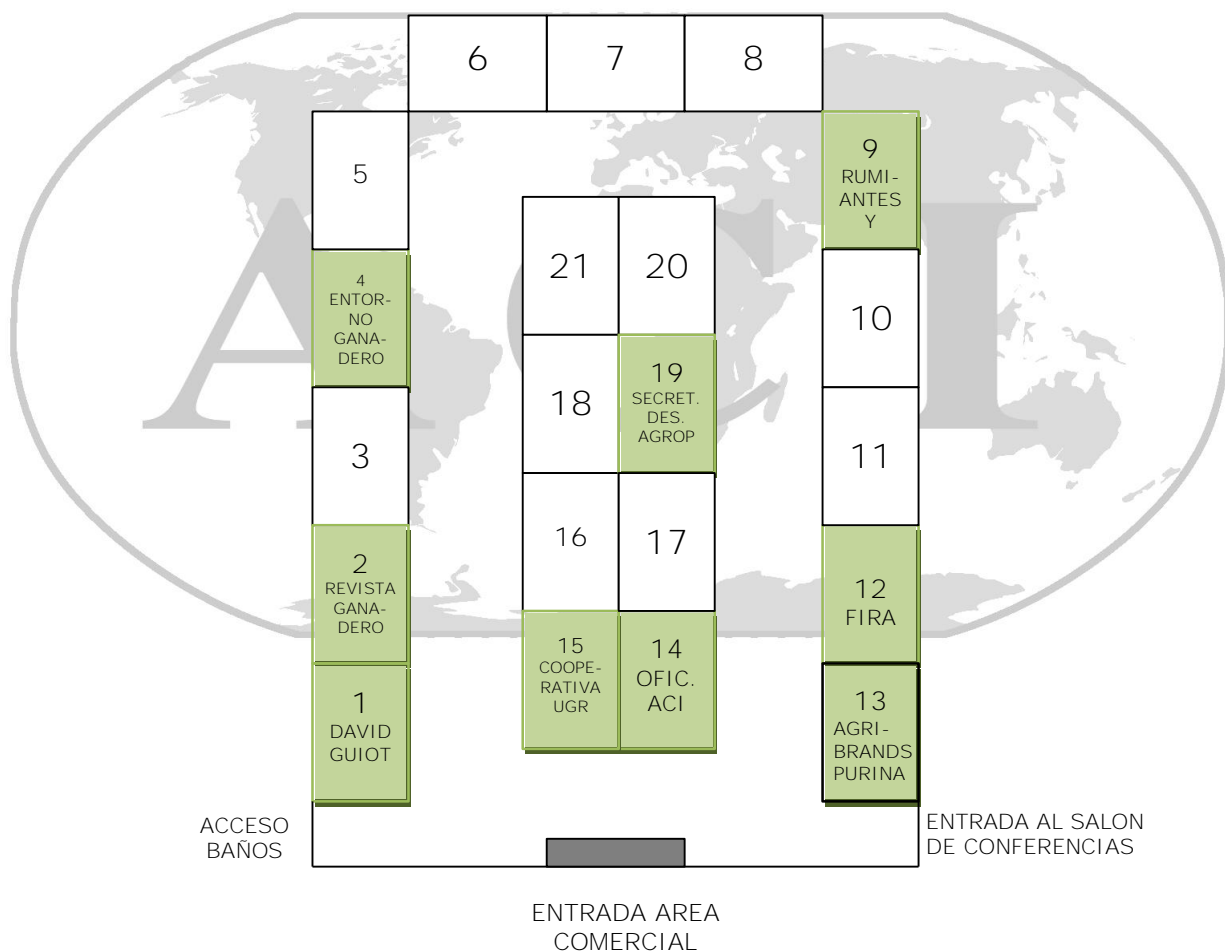 6
7
8
5
9
RUMI-
ANTES
Y
4
ENTOR-
NO
GANA-
DERO
21
20
10
3
18
19
SECRET.
DES.
AGROP
11
2
REVISTA
GANA-
DERO
16
17
12
FIRA
1
DAVID
GUIOT
15
COOPE-
RATIVA
UGR
14
OFIC.
ACI
13
AGRI-
BRANDS
PURINA
ACCESO
BAÑOS
ENTRADA AL SALON
DE CONFERENCIAS
ENTRADA AREA
COMERCIAL
ACI